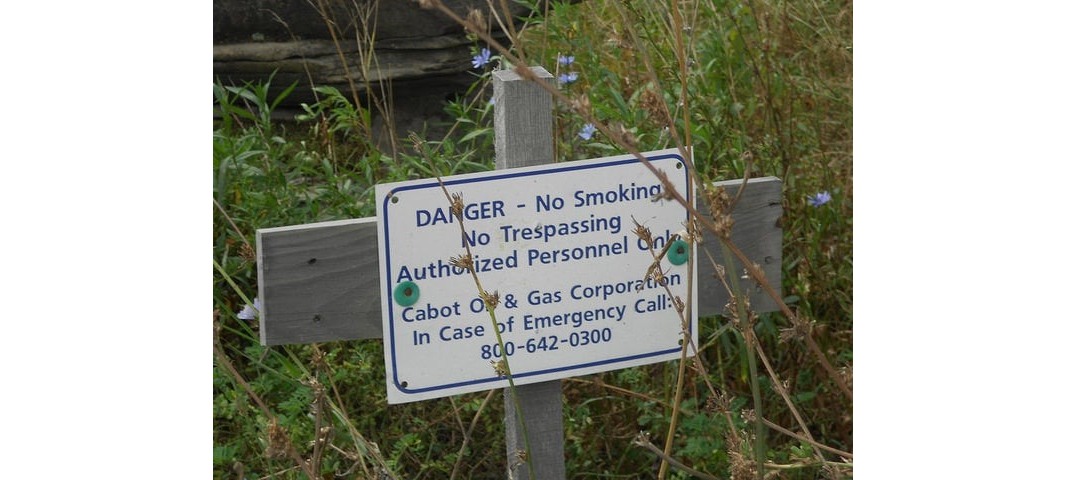 DANGER - No Smoking
No Trespassing
Authorized Personnel Only
Cabot Oil & Gas Corporation
In Case of Emergency Call:
800-642-0300